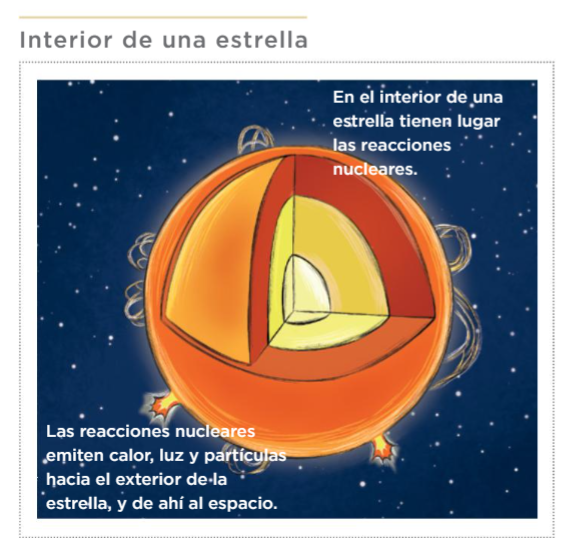 Interior de una estrella
En el interior de una
estrella tienen lugar
las reacciones
nucleares.
Las reacciones nucleares
emiten calor, luz y partículas
hacia el exterior de la
estrella, y de ahí al espacio.